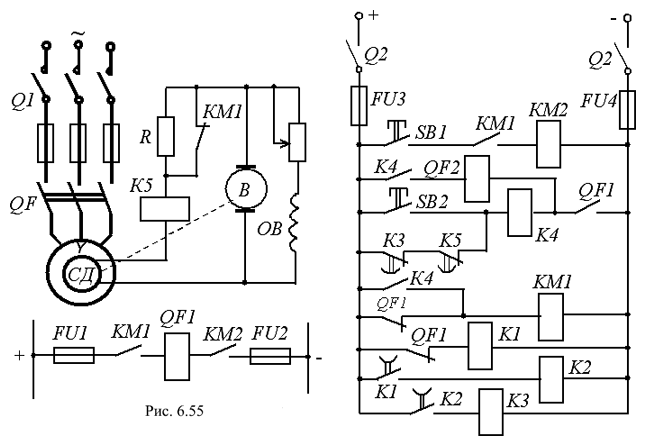 + -
~
Q2 Q2
Q1
FU3 FU4
R KM1
SB1 KM1 KM2
K4 QF2
K5 B
QF
SB2 K4 QF1
OB
Y
СД
K3 K5
K4
QF1 KM1
QF1 K1
+ FU1 KM1 QF1 KM2 FU2 -
K1 K2
K2 K3
Рис. 6.55